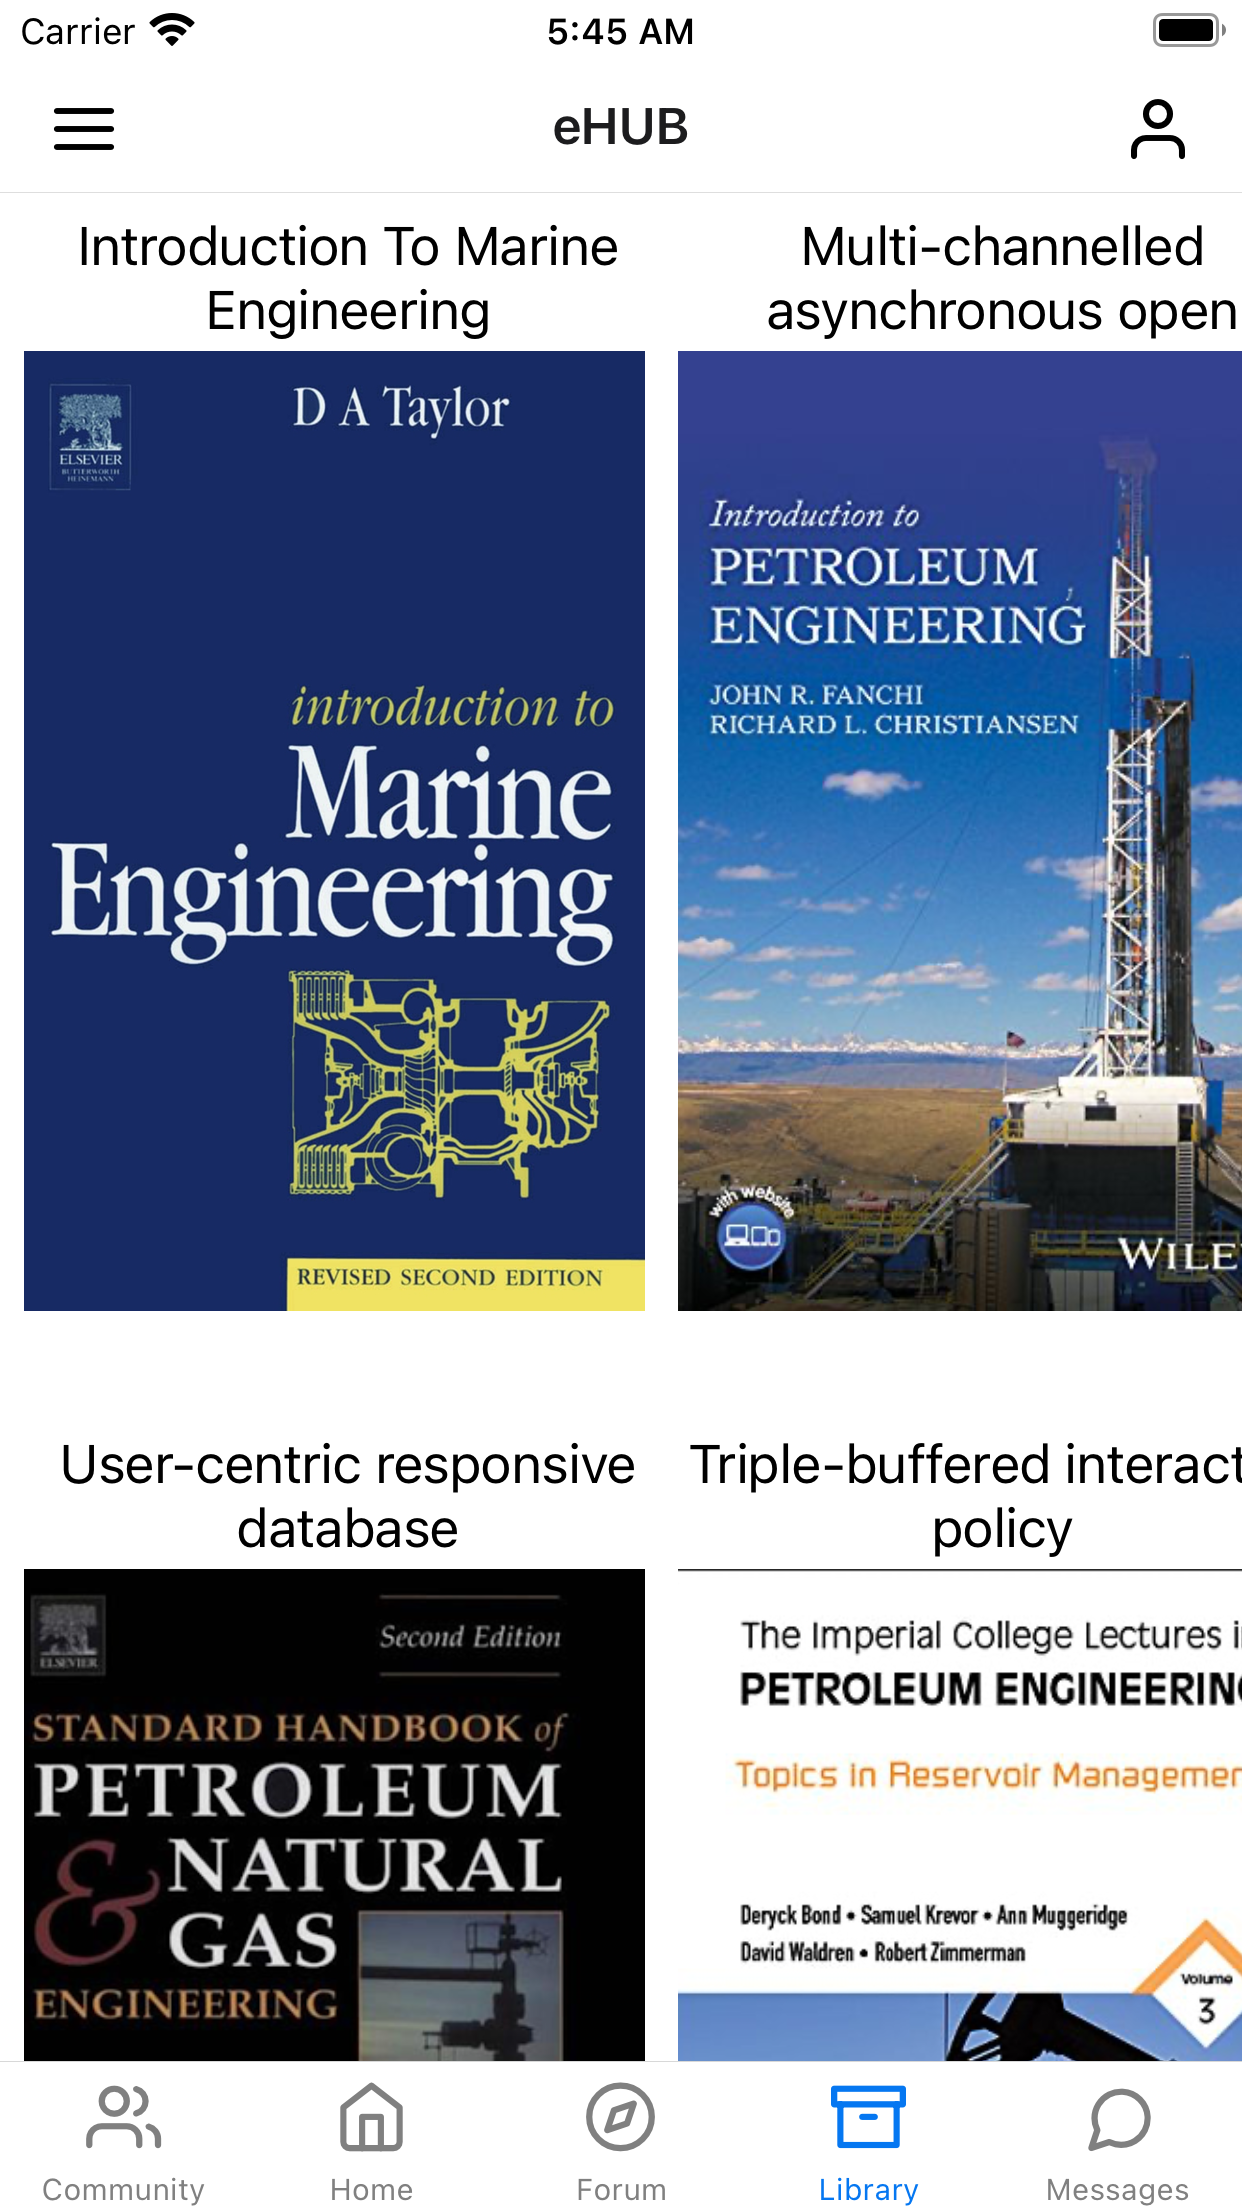 Carrier
5:45 AM
eHUB
Introduction To Marine
Engineering
D A Taylor
ELSEVIER
BUTTERWORTH
HEINEMANN
introduction to
Marine
Engineering
REVISED SECOND EDITION
Multi-channelled
asynchronous open
Introduction to
PETROLEUM
ENGINEERING
JOHN R. FANCHI
RICHARD L. CHRISTIANSEN
with website
WILE
User-centric responsive
database
ELSEVIER
Second Edition
STANDARD HANDBOOK of
PETROLEUM
& NATURAL
GAS
ENGINEERING
Triple-buffered interact
policy
The Imperial College Lectures i
PETROLEUM ENGINEERIN
Topics in Reservoir Managemen
Deryck Bond • Samuel Krevor • Ann Muggeridge
David Waldren • Robert Zimmerman
Volume
3
Community
Home
Forum
Library
Messages